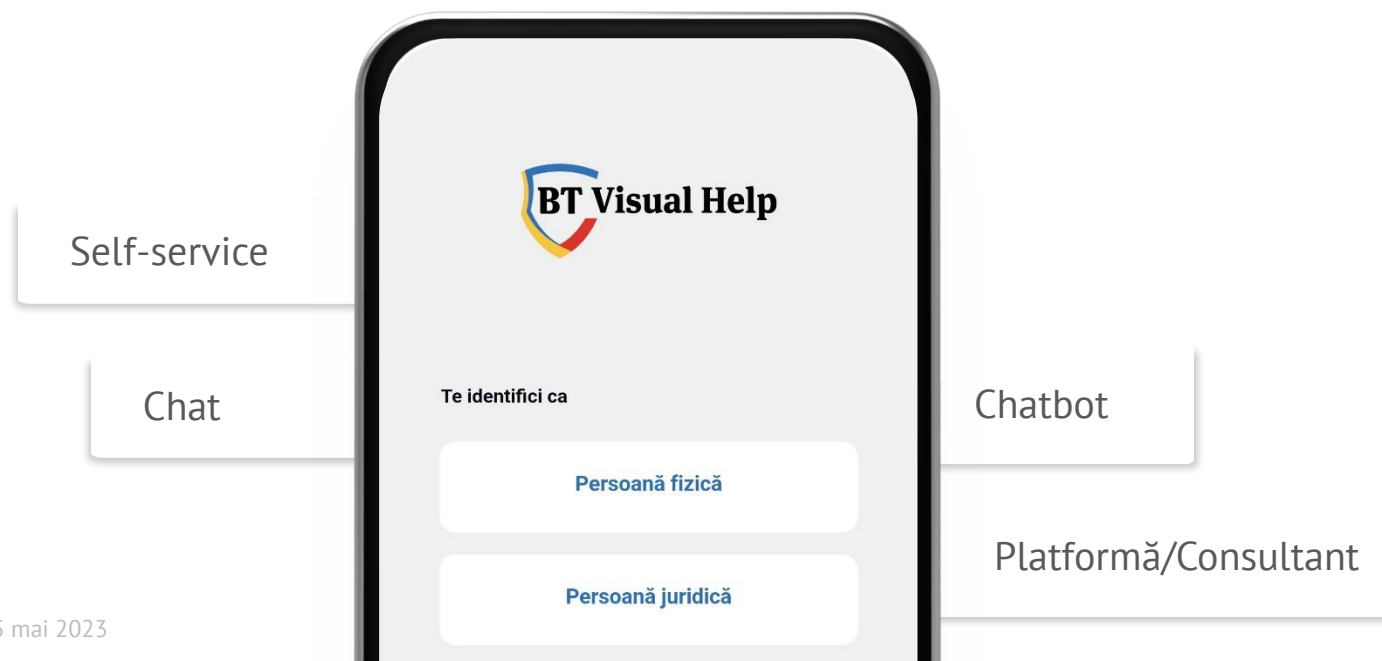 BT Visual Help
Self-service
Chat
Te identifici ca
Chatbot
Persoană fizică
Platformă/Consultant
Persoană juridică
mai 2023